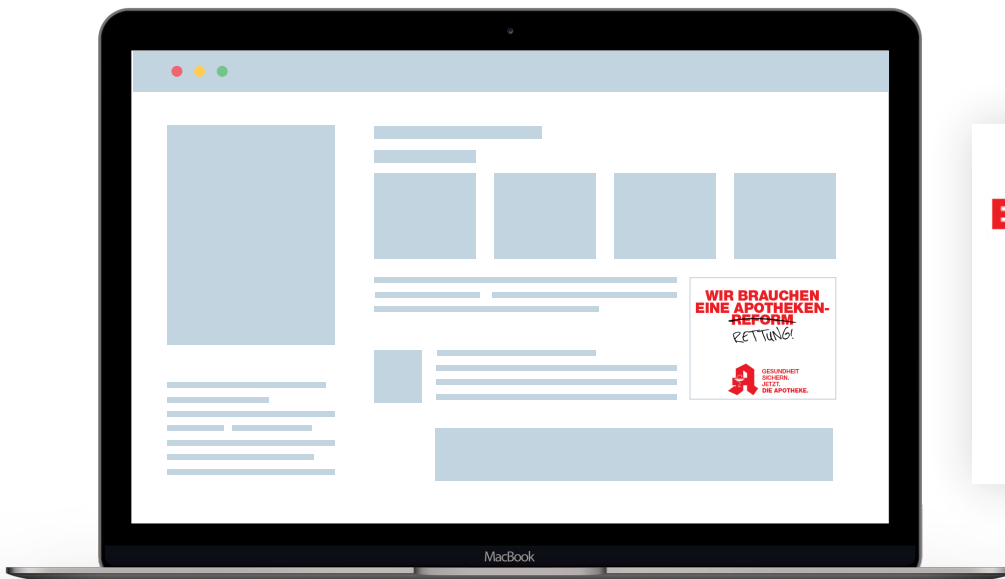 WIR BRAUCHEN
EINE APOTHEKEN-
REFORM
RETTUNG!
GESUNDHEIT
SICHERN.
JETZT.
DIE APOTHEKE.
MacBook
E